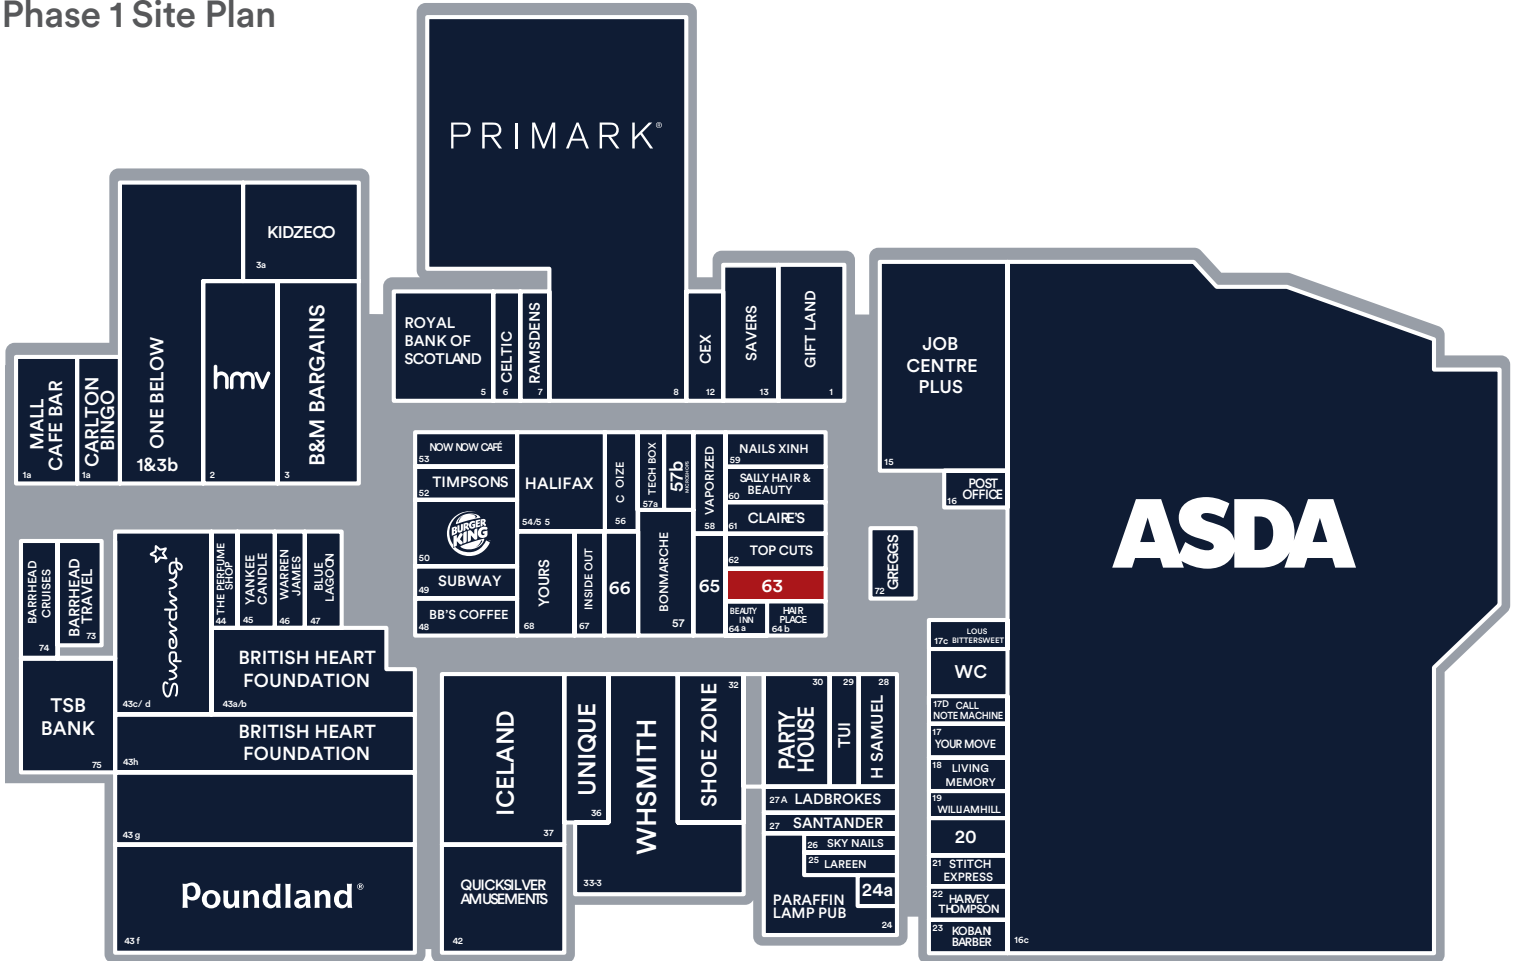 Phase 1 Site Plan
PRIMARK®
8
KIDZECO
3a
ONE BELOW
1&3b
hmv
2
B&M BARGAINS
3
MALL
CAFE BAR
1a
CARLTON
BINGO
1a
ROYAL
BANK OF
SCOTLAND
5
CELTIC
6
RAMSDENS
7
CEX
12
SAVERS
13
GIFT LAND
1
JOB
CENTRE
PLUS
15
POST
OFFICE
16
ASDA
16c
NOW NOW CAFÉ
53
TIMPSONS
52
BURGER
KING
50
SUBWAY
49
BB'S COFFEE
48
HALIFAX
54/5 5
C OIZE
56
TECH BOX
57a
57b
VAPORIZED
58
NAILS XINH
59
SALLY HAIR &
BEAUTY
60
CLAIRE'S
61
TOP CUTS
62
63
BEAUTY
INN
64 a
HAIR
PLACE
64 b
YOURS
68
INSIDE OUT
67
66
BONMARCHE
57
65
GREGGS
72
BARRHEAD
CRUISES
74
BARRHEAD
TRAVEL
73
TSB
BANK
75
Superdrug
43c/ d
THE PERFUME
SHOP
44
YANKEE
CANDLE
45
WARREN
JAMES
46
BLUE
LAGOON
47
BRITISH HEART
FOUNDATION
43a/b
BRITISH HEART
FOUNDATION
43h
43 g
Poundland®
43 f
ICELAND
37
QUICKSILVER
AMUSEMENTS
42
UNIQUE
36
WHSMITH
33-3
SHOE ZONE
32
PARTY
HOUSE
30
TUI
29
H SAMUEL
28
27A LADBROKES
27 SANTANDER
26 SKY NAILS
25 LAREEN
24a
PARAFFIN
LAMP PUB
24
LOUS
17c BITTERSWEET
WC
17D CALL
NOTE MACHINE
17
YOUR MOVE
18 LIVING
MEMORY
19
WILLIAMHILL
20
21 STITCH
EXPRESS
22 HARVEY
THOMPSON
23 KOBANI
BARBER